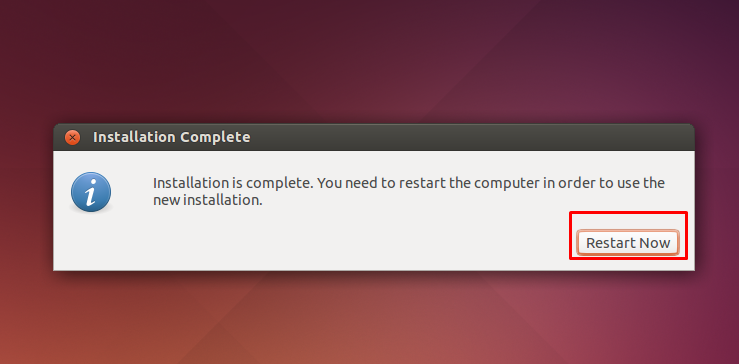 Installation Complete
Installation is complete. You need to restart the computer in order to use the
new installation.
Restart Now